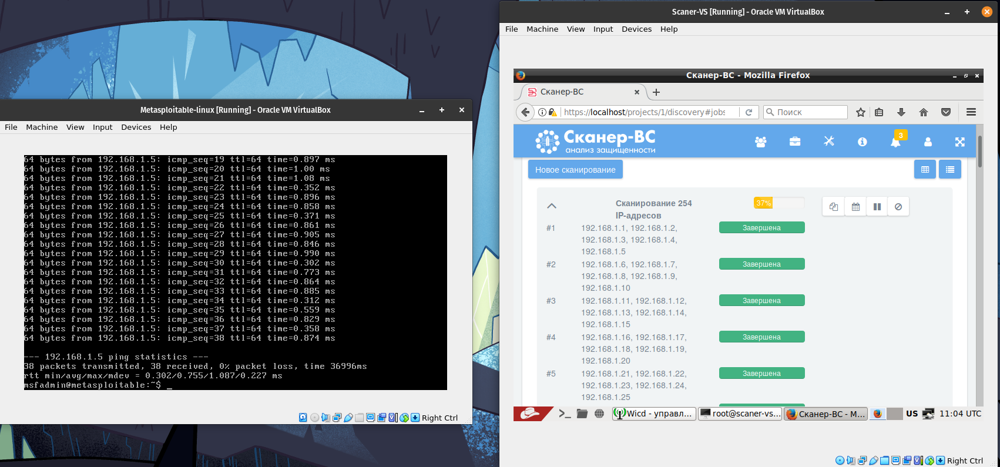 Metasploitable-linux [Running] - Oracle VM VirtualBox
File Machine View Input Devices Help
64 bytes from 192.168.1.5: icmp_seq=19 ttl=64 time=0.897 ms
64 bytes from 192.168.1.5: icmp_seq=20 ttl=64 time=1.00 ms
64 bytes from 192.168.1.5: icmp_seq=21 ttl=64 time=1.08 ms
64 bytes from 192.168.1.5: icmp_seq=22 ttl=64 time=0.352 ms
64 bytes from 192.168.1.5: icmp_seq=23 ttl=64 time=0.896 ms
64 bytes from 192.168.1.5: icmp_seq=24 ttl=64 time=0.858 ms
64 bytes from 192.168.1.5: icmp_seq=25 ttl=64 time=0.371 ms
64 bytes from 192.168.1.5: icmp_seq=26 ttl=64 time=0.861 ms
64 bytes from 192.168.1.5: icmp_seq=27 ttl=64 time=0.905 ms
64 bytes from 192.168.1.5: icmp_seq=28 ttl=64 time=0.846 ms
64 bytes from 192.168.1.5: icmp_seq=29 ttl=64 time=0.990 ms
64 bytes from 192.168.1.5: icmp_seq=30 ttl=64 time=0.302 ms
64 bytes from 192.168.1.5: icmp_seq=31 ttl=64 time=0.773 ms
64 bytes from 192.168.1.5: icmp_seq=32 ttl=64 time=0.864 ms
64 bytes from 192.168.1.5: icmp_seq=33 ttl=64 time=0.885 ms
64 bytes from 192.168.1.5: icmp_seq=34 ttl=64 time=0.312 ms
64 bytes from 192.168.1.5: icmp_seq=35 ttl=64 time=0.559 ms
64 bytes from 192.168.1.5: icmp_seq=36 ttl=64 time=0.829 ms
64 bytes from 192.168.1.5: icmp_seq=37 ttl=64 time=0.358 ms
64 bytes from 192.168.1.5: icmp_seq=38 ttl=64 time=0.874 ms
--- 192.168.1.5 ping statistics ---
38 packets transmitted, 38 received, 0% packet loss, time 36996ms
rtt min/avg/max/mdev = 0.302/0.755/1.087/0.227 ms
msfadmin@metasploitable:~$ _
Right Ctrl
Scaner-VS [Running] - Oracle VM VirtualBox
File Machine View Input Devices Help
Сканер-ВС - Mozilla Firefox
Сканер-ВС
https://localhost/projects/1/discovery#jobs
Поиск
Сканер-ВС
анализ защищенности
3
Новое сканирование
Сканирование 254
IP-адресов
37%
#1 192.168.1.1, 192.168.1.2, Завершена
192.168.1.3, 192.168.1.4,
192.168.1.5
#2 192.168.1.6, 192.168.1.7, Завершена
192.168.1.8, 192.168.1.9,
192.168.1.10
#3 192.168.1.11, 192.168.1.12, Завершена
192.168.1.13, 192.168.1.14,
192.168.1.15
#4 192.168.1.16, 192.168.1.17, Завершена
192.168.1.18, 192.168.1.19,
192.168.1.20
#5 192.168.1.21, 192.168.1.22, Завершена
192.168.1.23, 192.168.1.24,
192.168.1.25
Wicd - управл... root@scaner-vs... Сканер-ВС - M... US 11:04 UTC
Right Ctrl